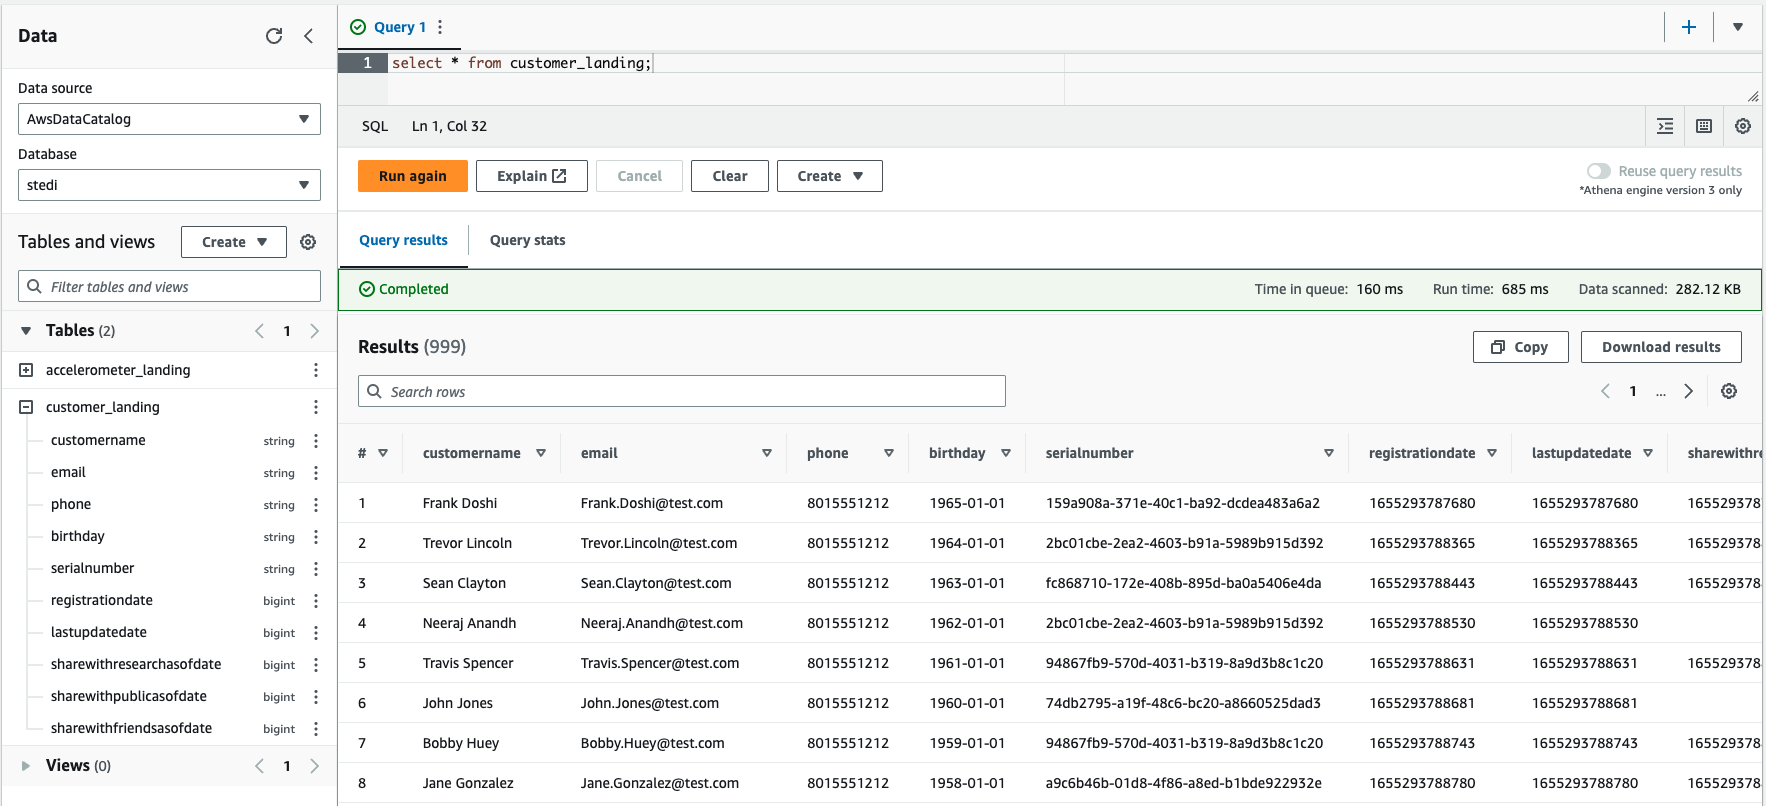 Data
Data source
AwsDataCatalog
Database
stedi
Tables and views
Create
Filter tables and views
Tables (2)
1
accelerometer_landing
customer_landing
customername string
email string
phone string
birthday string
serialnumber string
registrationdate bigint
lastupdatedate bigint
sharewithresearchasofdate bigint
sharewithpublicasofdate bigint
sharewithfriendsasofdate bigint
Views (0)
1
Query 1
1 select * from customer_landing;
SQL Ln 1, Col 32
Run again Explain Cancel Clear Create
Reuse query results
*Athena engine version 3 only
Query results Query stats
Completed Time in queue: 160 ms Run time: 685 ms Data scanned: 282.12 KB
Results (999) Copy Download results
Search rows 1 ...
# customername email phone birthday serialnumber registrationdate lastupdatedate sharewithre
1 Frank Doshi Frank.Doshi@test.com 8015551212 1965-01-01 159a908a-371e-40c1-ba92-dcdea483a6a2 1655293787680 1655293787680 165529378
2 Trevor Lincoln Trevor.Lincoln@test.com 8015551212 1964-01-01 2bc01cbe-2ea2-4603-b91a-5989b915d392 1655293788365 1655293788365 165529378
3 Sean Clayton Sean.Clayton@test.com 8015551212 1963-01-01 fc868710-172e-408b-895d-ba0a5406e4da 1655293788443 1655293788443 165529378
4 Neeraj Anandh Neeraj.Anandh@test.com 8015551212 1962-01-01 2bc01cbe-2ea2-4603-b91a-5989b915d392 1655293788530 1655293788530
5 Travis Spencer Travis.Spencer@test.com 8015551212 1961-01-01 94867fb9-570d-4031-b319-8a9d3b8c1c20 1655293788631 1655293788631 165529378
6 John Jones John.Jones@test.com 8015551212 1960-01-01 74db2795-a19f-48c6-bc20-a8660525dad3 1655293788681 1655293788681
7 Bobby Huey Bobby.Huey@test.com 8015551212 1959-01-01 94867fb9-570d-4031-b319-8a9d3b8c1c20 1655293788743 1655293788743 165529378
8 Jane Gonzalez Jane.Gonzalez@test.com 8015551212 1958-01-01 a9c6b46b-01d8-4f86-a8ed-b1bde922932e 1655293788780 1655293788780 165529378